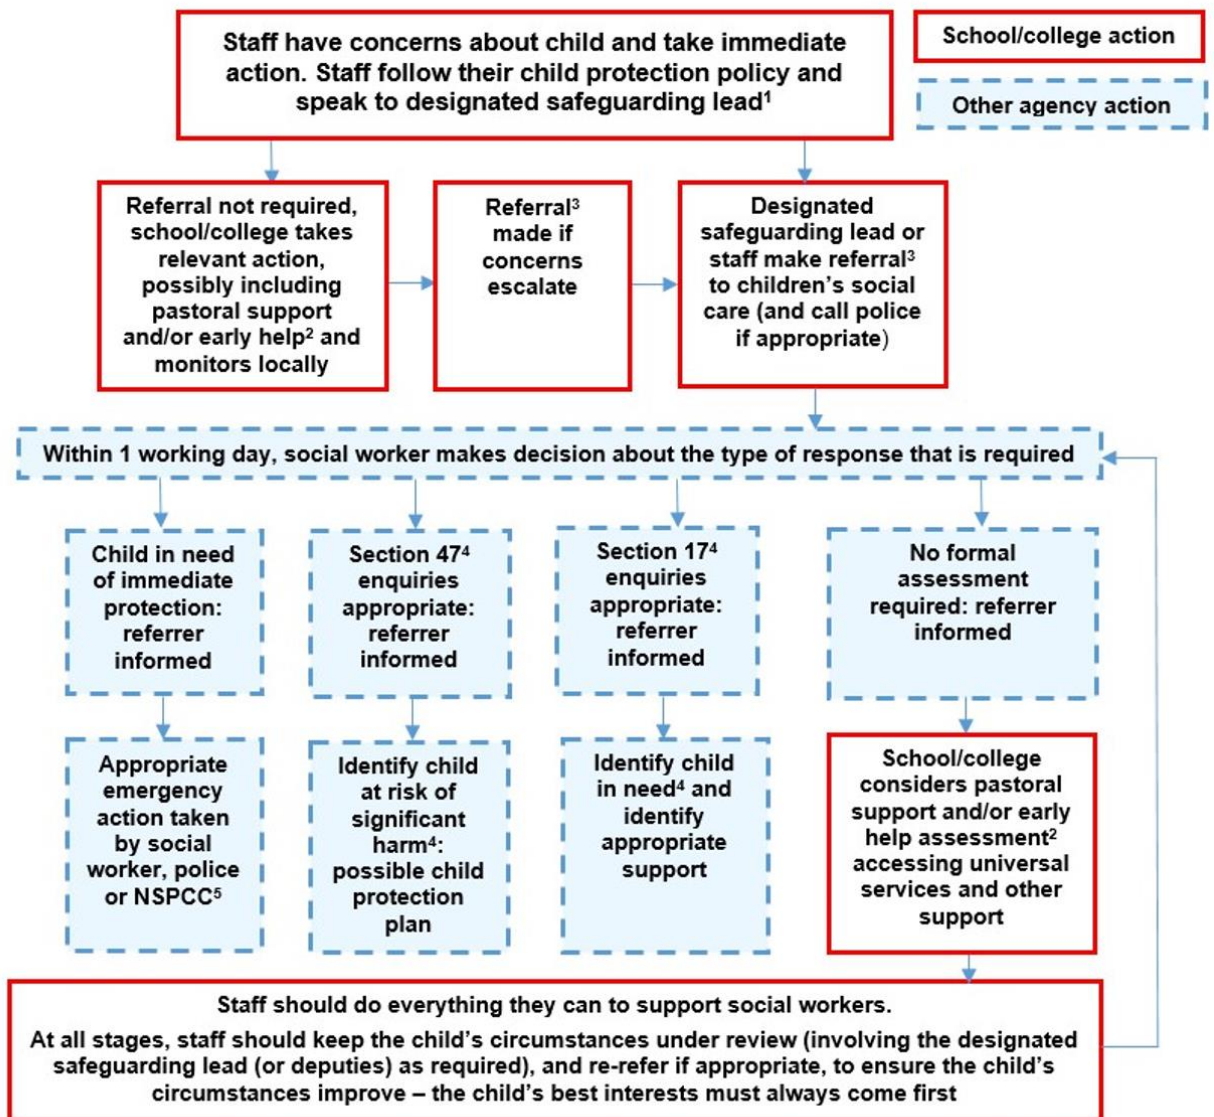 Staff have concerns about child and take immediate
action. Staff follow their child protection policy and
speak to designated safeguarding lead¹
School/college action
Other agency action
Referral not required,
school/college takes
relevant action,
possibly including
pastoral support
and/or early help² and
monitors locally
Referral³
made if
concerns
escalate
Designated
safeguarding lead or
staff make referral³
to children’s social
care (and call police
if appropriate)
Within 1 working day, social worker makes decision about the type of response that is required
Child in need
of immediate
protection:
referrer
informed
Section 47⁴
enquiries
appropriate:
referrer
informed
Section 17⁴
enquiries
appropriate:
referrer
informed
No formal
assessment
required: referrer
informed
Appropriate
emergency
action taken
by social
worker, police
or NSPCC⁵
Identify child
at risk of
significant
harm⁴:
possible child
protection
plan
Identify child
in need⁴ and
identify
appropriate
support
School/college
considers pastoral
support and/or early
help assessment²
accessing universal
services and other
support
Staff should do everything they can to support social workers.
At all stages, staff should keep the child’s circumstances under review (involving the designated
safeguarding lead (or deputies) as required), and re-refer if appropriate, to ensure the child’s
circumstances improve – the child’s best interests must always come first